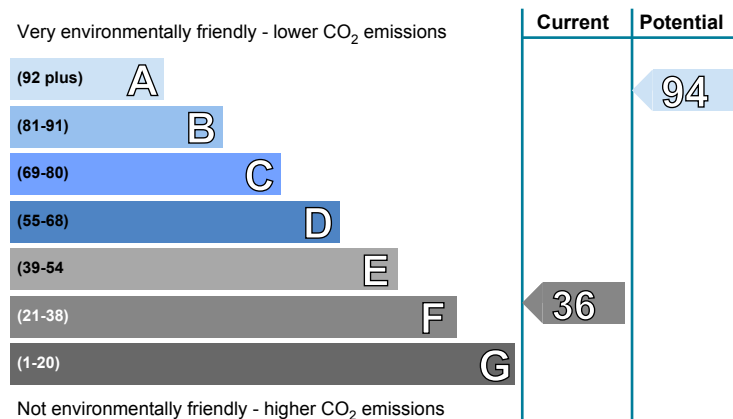 Current Potential
Very environmentally friendly - lower CO2 emissions
(92 plus) A
94
(81-91) B
(69-80) C
(55-68) D
(39-54 E
(21-38) F
36
(1-20) G
Not environmentally friendly - higher CO2 emissions